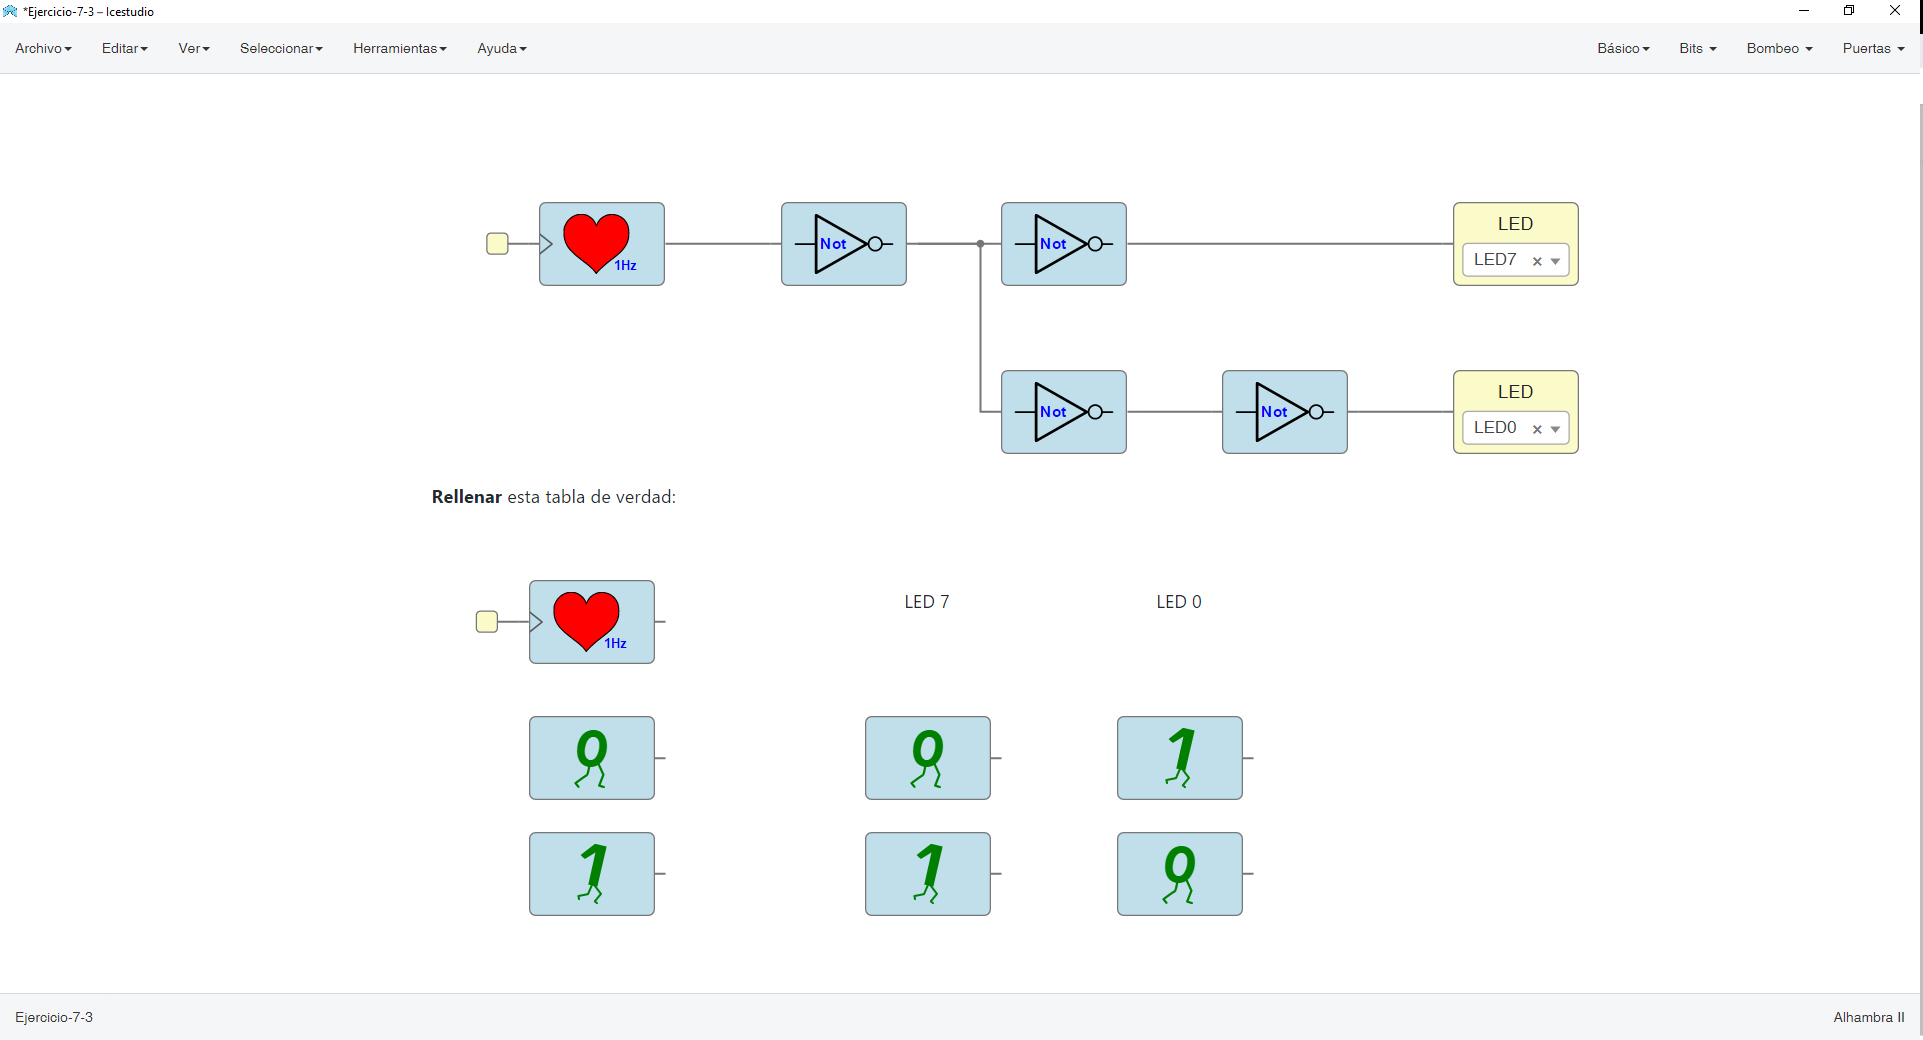 *Ejercicio-7-3 – Icestudio
Archivo Editar Ver Seleccionar Herramientas Ayuda Básico Bits Bombeo Puertas
1Hz Not Not LED
LED7 × 
Not Not LED
LED0 ×
Rellenar esta tabla de verdad:
1Hz LED 7 LED 0
0 0 1
1 1 0
Ejercicio-7-3 Alhambra II